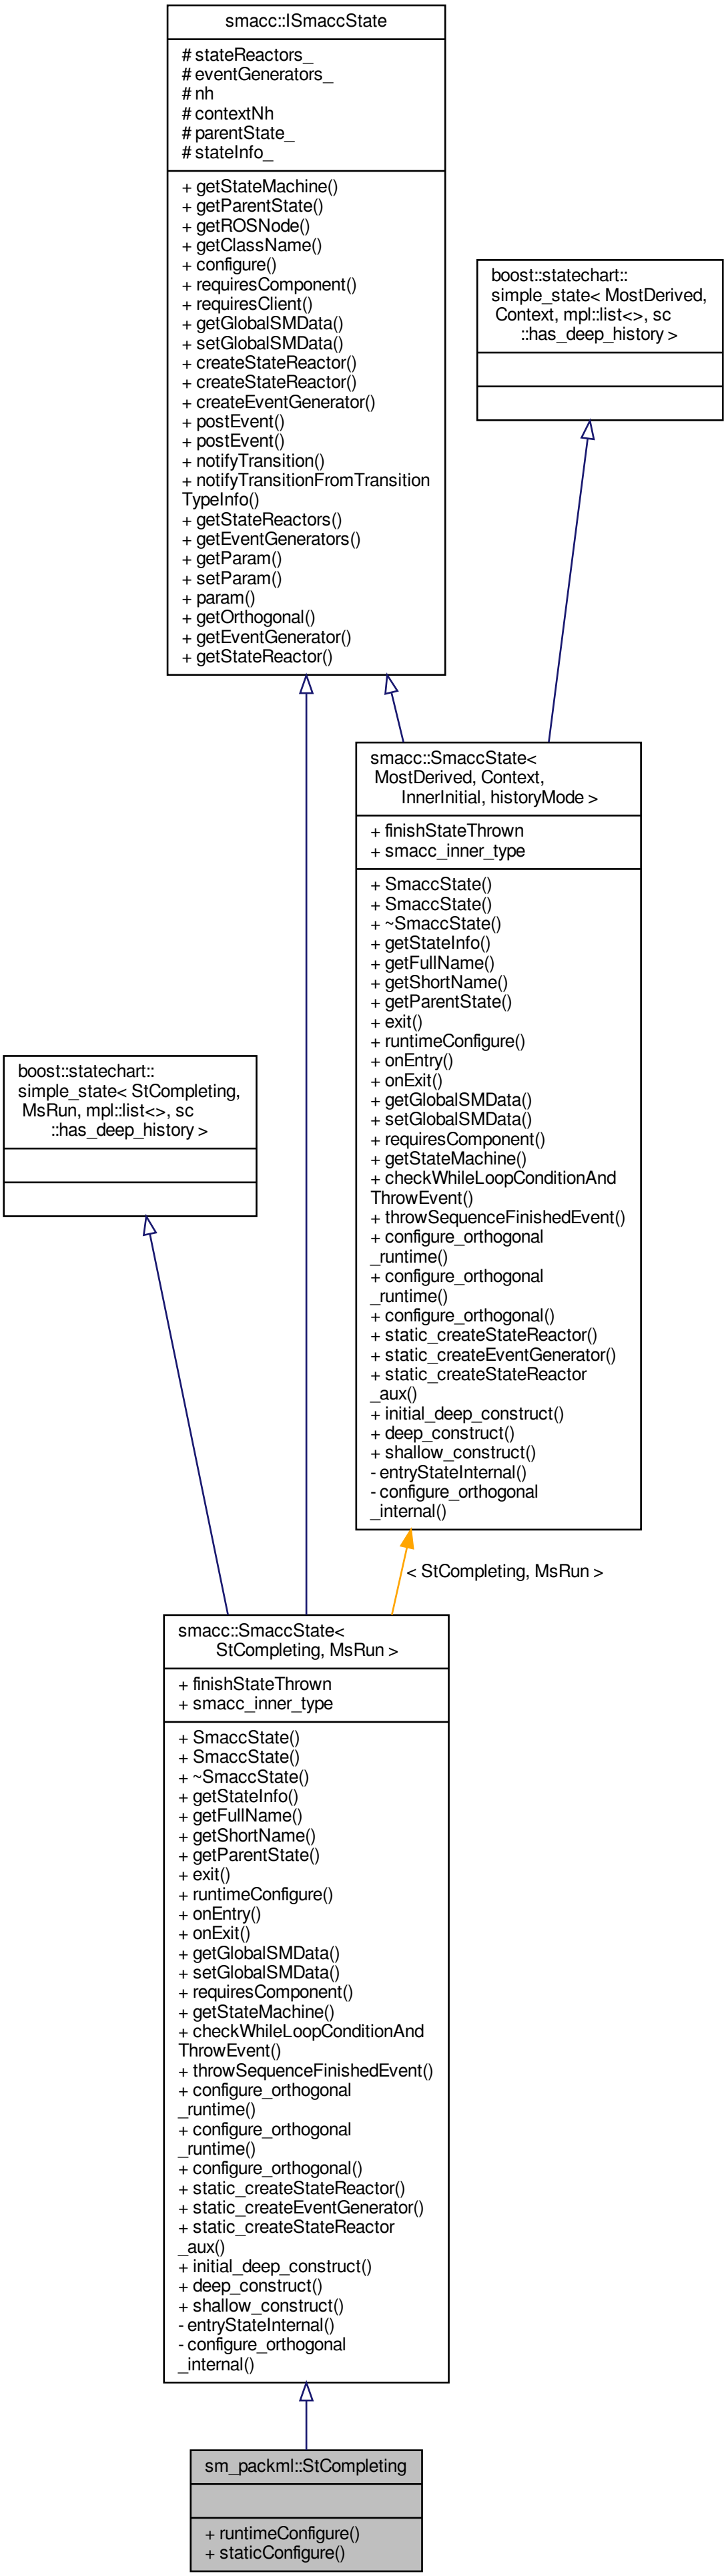 smacc::ISmaccState
# stateReactors_
# eventGenerators_
# nh
# contextNh
# parentState_
# stateInfo_
+ getStateMachine()
+ getParentState()
+ getROSNode()
+ getClassName()
+ configure()
+ requiresComponent()
+ requiresClient()
+ getGlobalSMData()
+ setGlobalSMData()
+ createStateReactor()
+ createStateReactor()
+ createEventGenerator()
+ postEvent()
+ postEvent()
+ notifyTransition()
+ notifyTransitionFromTransition
TypeInfo()
+ getStateReactors()
+ getEventGenerators()
+ getParam()
+ setParam()
+ param()
+ getOrthogonal()
+ getEventGenerator()
+ getStateReactor()
boost::statechart::
simple_state< MostDerived,
Context, mpl::list<>, sc
::has_deep_history >
smacc::SmaccState<
MostDerived, Context,
InnerInitial, historyMode >
+ finishStateThrown
+ smacc_inner_type
+ SmaccState()
+ SmaccState()
+ ~SmaccState()
+ getStateInfo()
+ getFullName()
+ getShortName()
+ getParentState()
+ exit()
+ runtimeConfigure()
+ onEntry()
+ onExit()
+ getGlobalSMData()
+ setGlobalSMData()
+ requiresComponent()
+ getStateMachine()
+ checkWhileLoopConditionAnd
ThrowEvent()
+ throwSequenceFinishedEvent()
+ configure_orthogonal
_runtime()
+ configure_orthogonal
_runtime()
+ configure_orthogonal()
+ static_createStateReactor()
+ static_createEventGenerator()
+ static_createStateReactor
_aux()
+ initial_deep_construct()
+ deep_construct()
+ shallow_construct()
- entryStateInternal()
- configure_orthogonal
_internal()
boost::statechart::
simple_state< StCompleting,
MsRun, mpl::list<>, sc
::has_deep_history >
< StCompleting, MsRun >
smacc::SmaccState<
StCompleting, MsRun >
+ finishStateThrown
+ smacc_inner_type
+ SmaccState()
+ SmaccState()
+ ~SmaccState()
+ getStateInfo()
+ getFullName()
+ getShortName()
+ getParentState()
+ exit()
+ runtimeConfigure()
+ onEntry()
+ onExit()
+ getGlobalSMData()
+ setGlobalSMData()
+ requiresComponent()
+ getStateMachine()
+ checkWhileLoopConditionAnd
ThrowEvent()
+ throwSequenceFinishedEvent()
+ configure_orthogonal
_runtime()
+ configure_orthogonal
_runtime()
+ configure_orthogonal()
+ static_createStateReactor()
+ static_createEventGenerator()
+ static_createStateReactor
_aux()
+ initial_deep_construct()
+ deep_construct()
+ shallow_construct()
- entryStateInternal()
- configure_orthogonal
_internal()
sm_packml::StCompleting
+ runtimeConfigure()
+ staticConfigure()